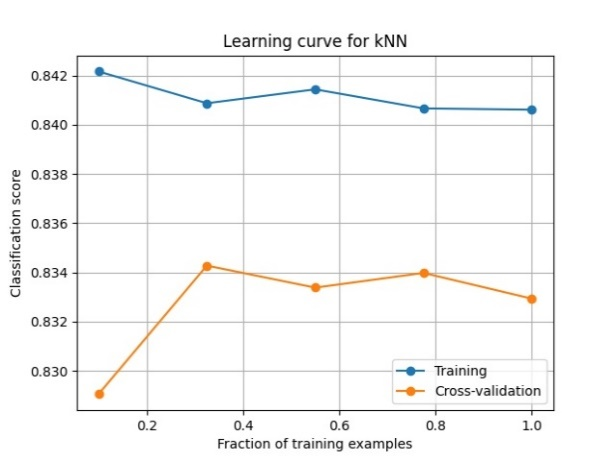 Learning curve for kNN
0.842
0.840
0.838
0.836
0.834
0.832
0.830
Classification score
Training
Cross-validation
0.2 0.4 0.6 0.8 1.0
Fraction of training examples